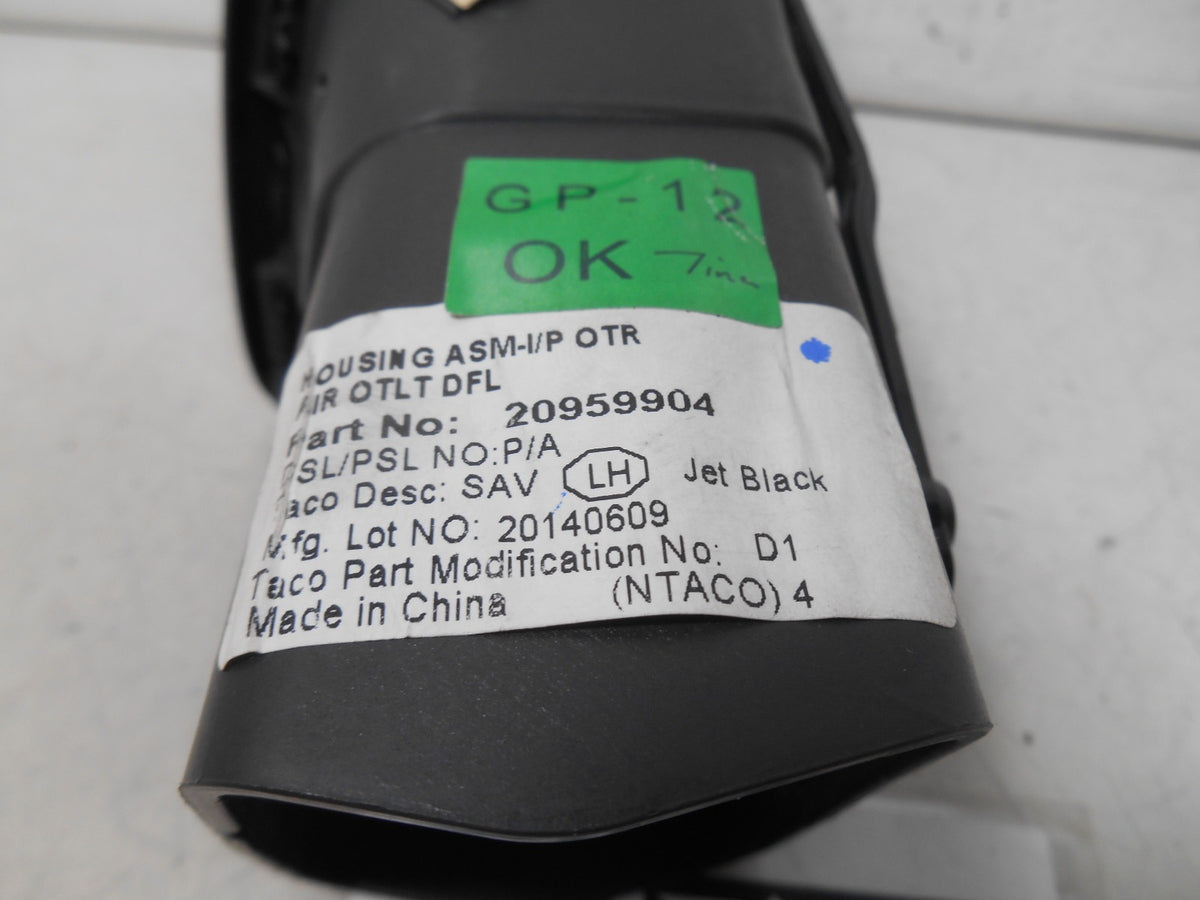 GP-12
OK
HOUSING ASM-I/P OTR
AIR OTLT DFL
Part No: 20959904
PSL/PSL NO:P/A
Taco Desc: SAV LH Jet Black
Mfg. Lot NO: 20140609
Taco Part Modification No: D1
Made in China (NTACO) 4